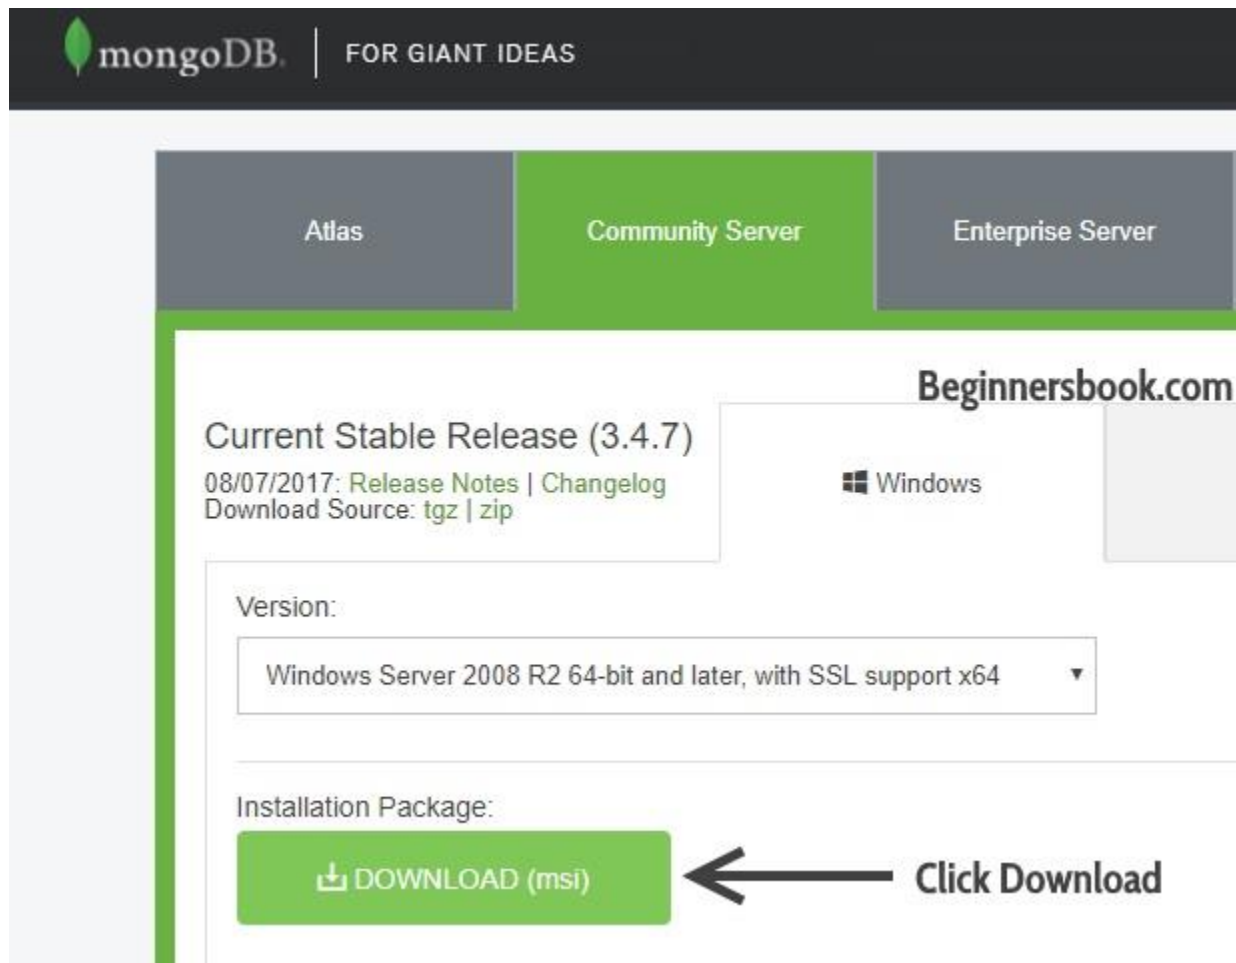 mongoDB. FOR GIANT IDEAS
Atlas
Community Server
Enterprise Server
Beginnersbook.com
Current Stable Release (3.4.7)
08/07/2017: Release Notes | Changelog
Download Source: tgz | zip
Windows
Version:
Windows Server 2008 R2 64-bit and later, with SSL support x64
Installation Package:
DOWNLOAD (msi)
Click Download